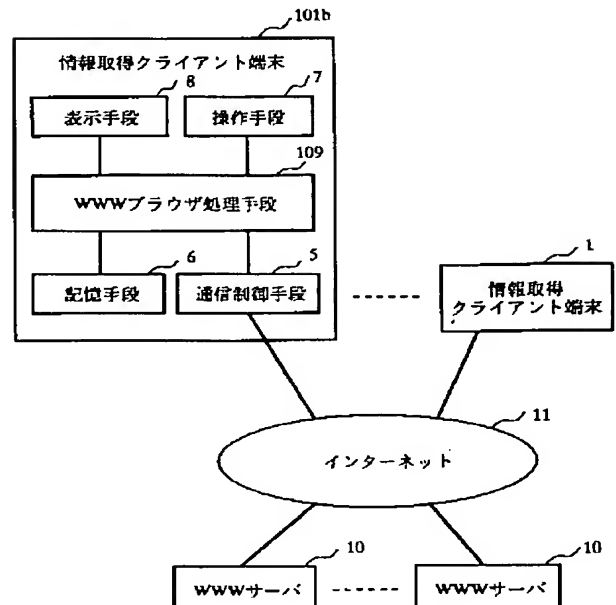 101b
情報取得クライアント端末
8
7
表示手段
操作手段
109
WWWブラウザ処理手段
6
5
1
記憶手段
通信制御手段
情報取得
クライアント端末
11
インターネット
10
10
WWWサーバ
WWWサーバ